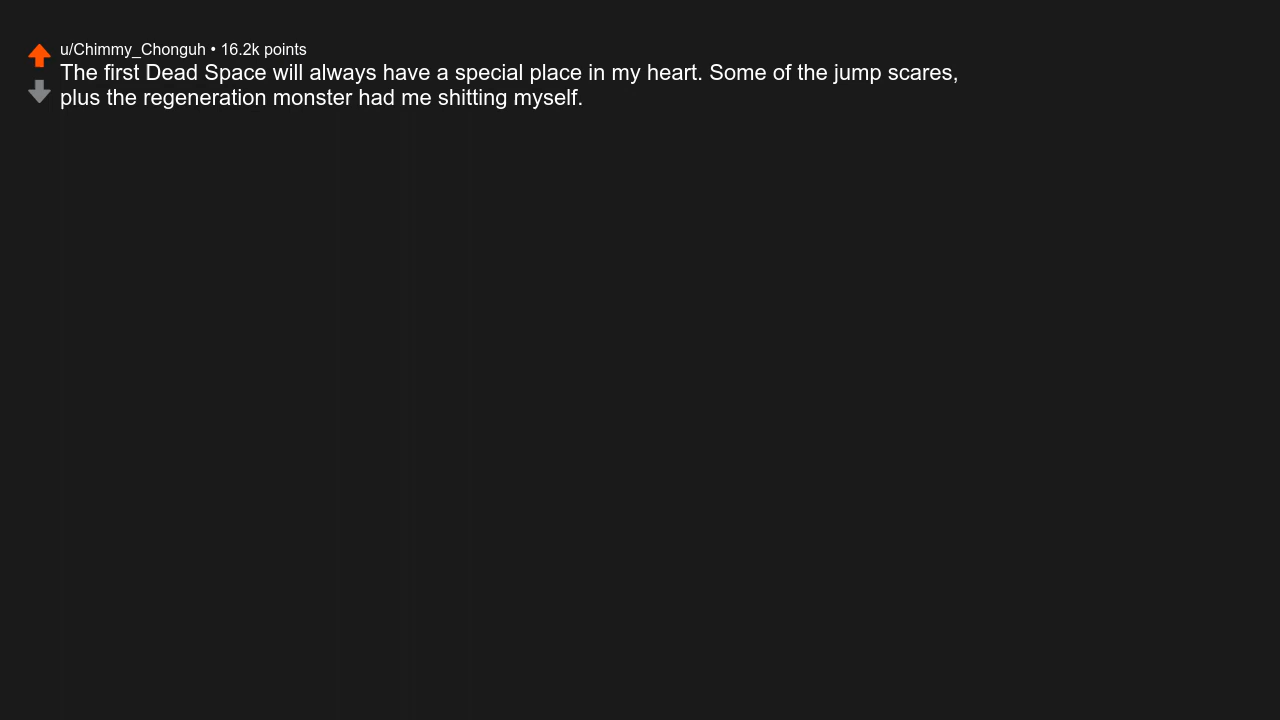 u/Chimmy_Chonguh • 16.2k points
The first Dead Space will always have a special place in my heart. Some of the jump scares,
plus the regeneration monster had me shitting myself.